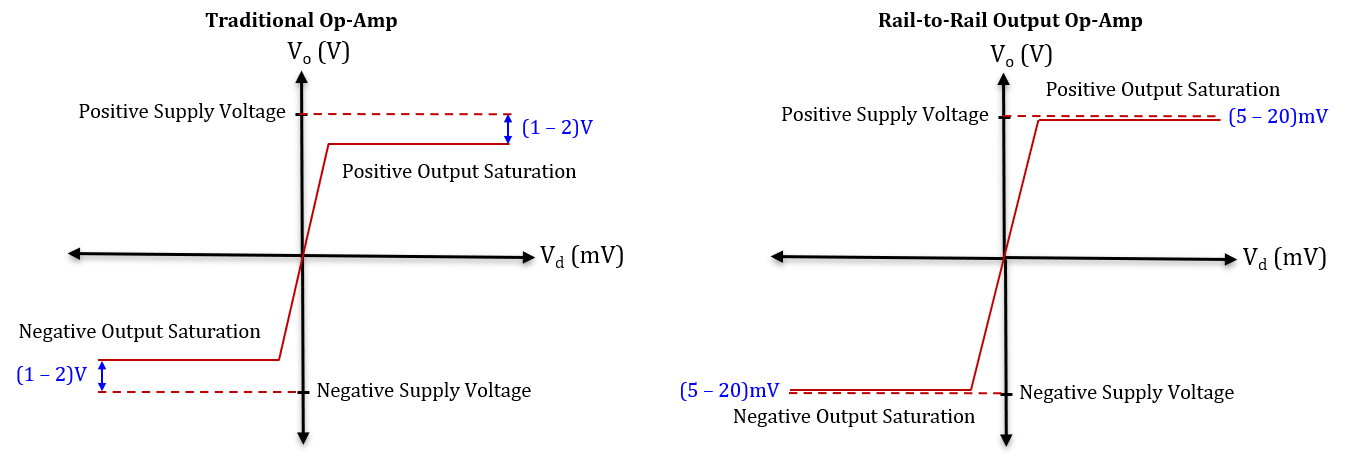 Traditional Op-Amp
Vₒ (V)
Positive Supply Voltage
(1 – 2)V
Positive Output Saturation
V_d (mV)
Negative Output Saturation
(1 – 2)V
Negative Supply Voltage
Rail-to-Rail Output Op-Amp
Vₒ (V)
Positive Output Saturation
Positive Supply Voltage
(5 – 20)mV
V_d (mV)
(5 – 20)mV
Negative Supply Voltage
Negative Output Saturation